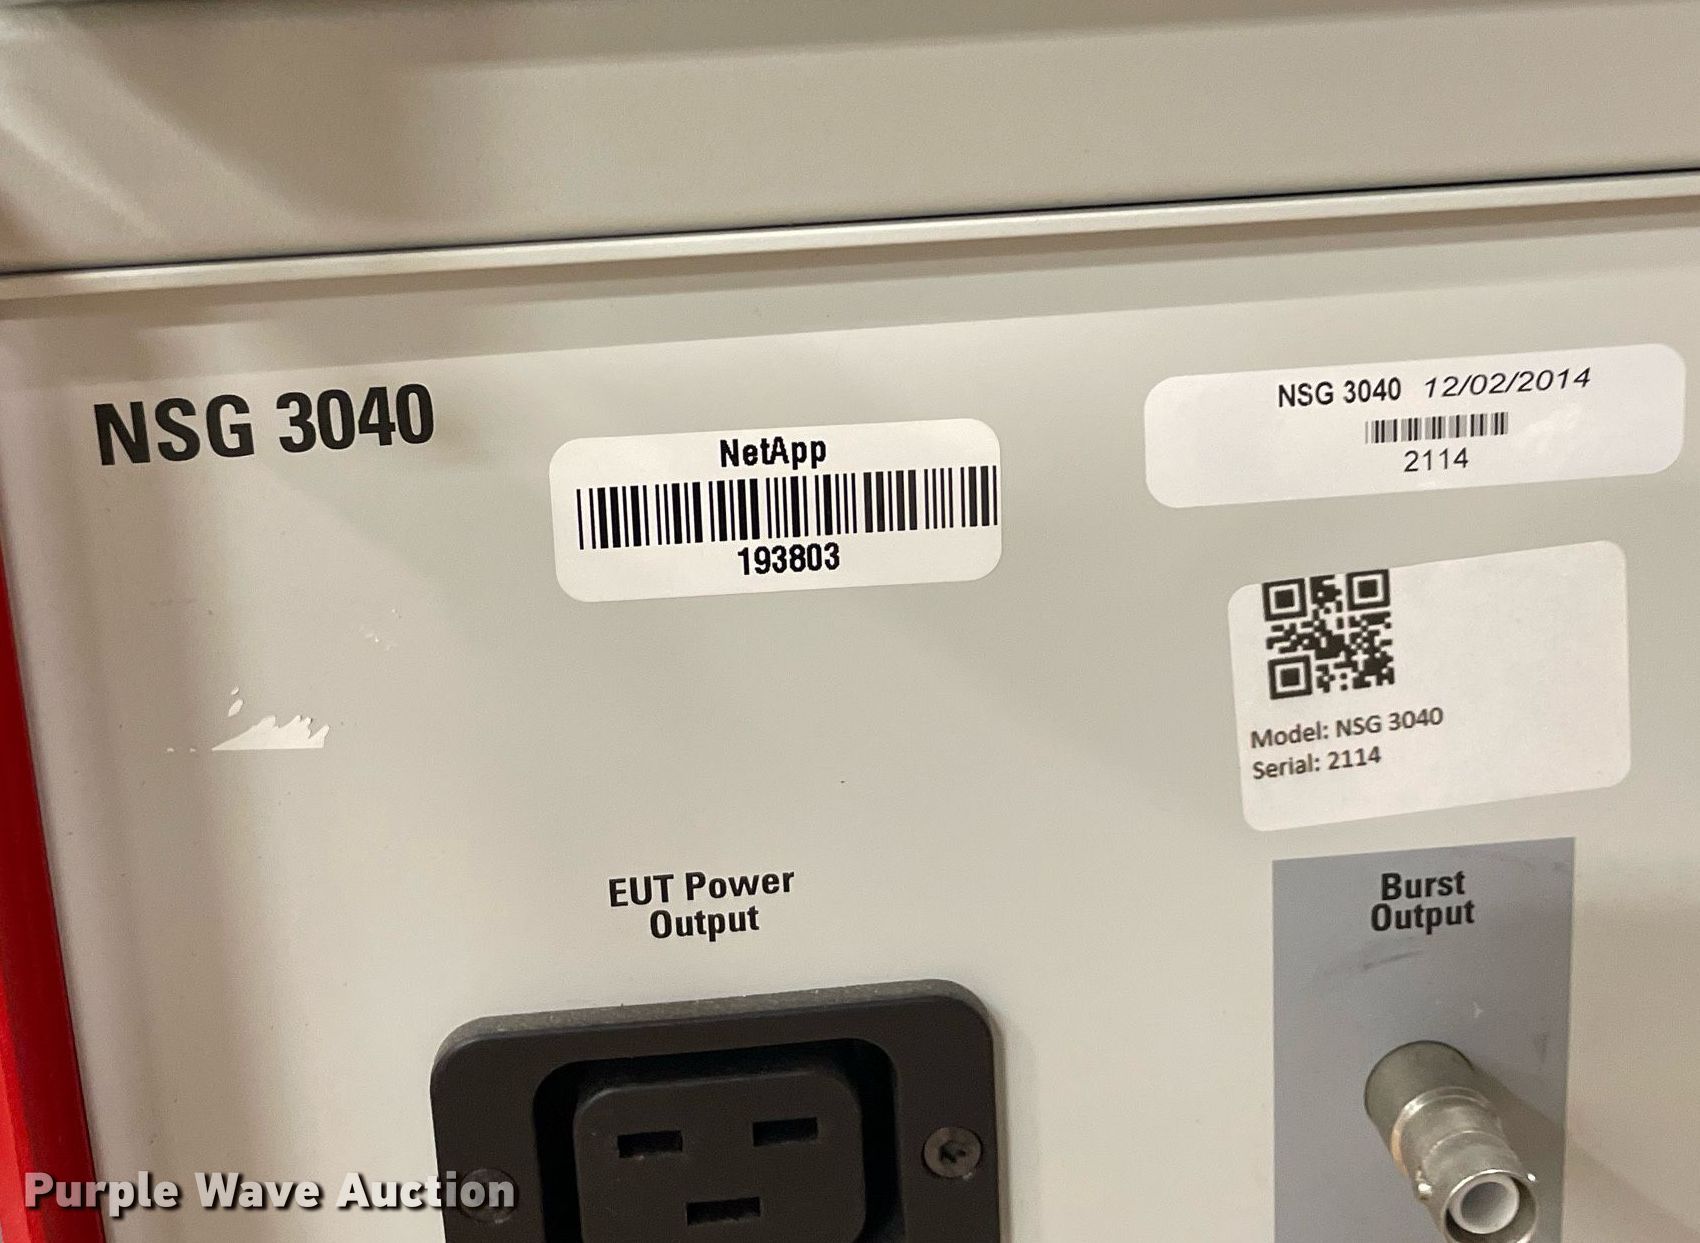 NSG 3040
NetApp
193803
NSG 3040 12/02/2014
2114
Model: NSG 3040
Serial: 2114
EUT Power
Output
Burst
Output
Purple Wave Auction